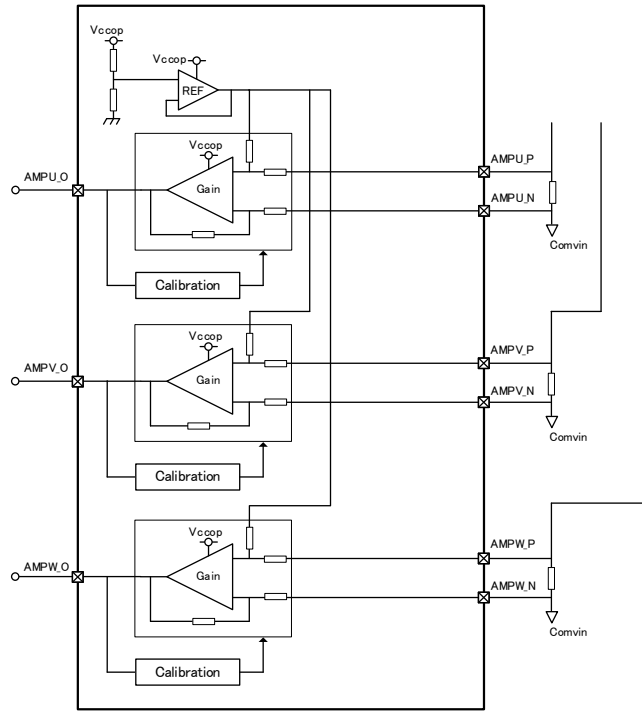 Vccop
Vccop
REF
Vccop
Gain
AMPU_O
AMPU_P
AMPU_N
Comvin
Calibration
Vccop
Gain
AMPV_O
AMPV_P
AMPV_N
Comvin
Calibration
Vccop
Gain
AMPW_O
AMPW_P
AMPW_N
Comvin
Calibration